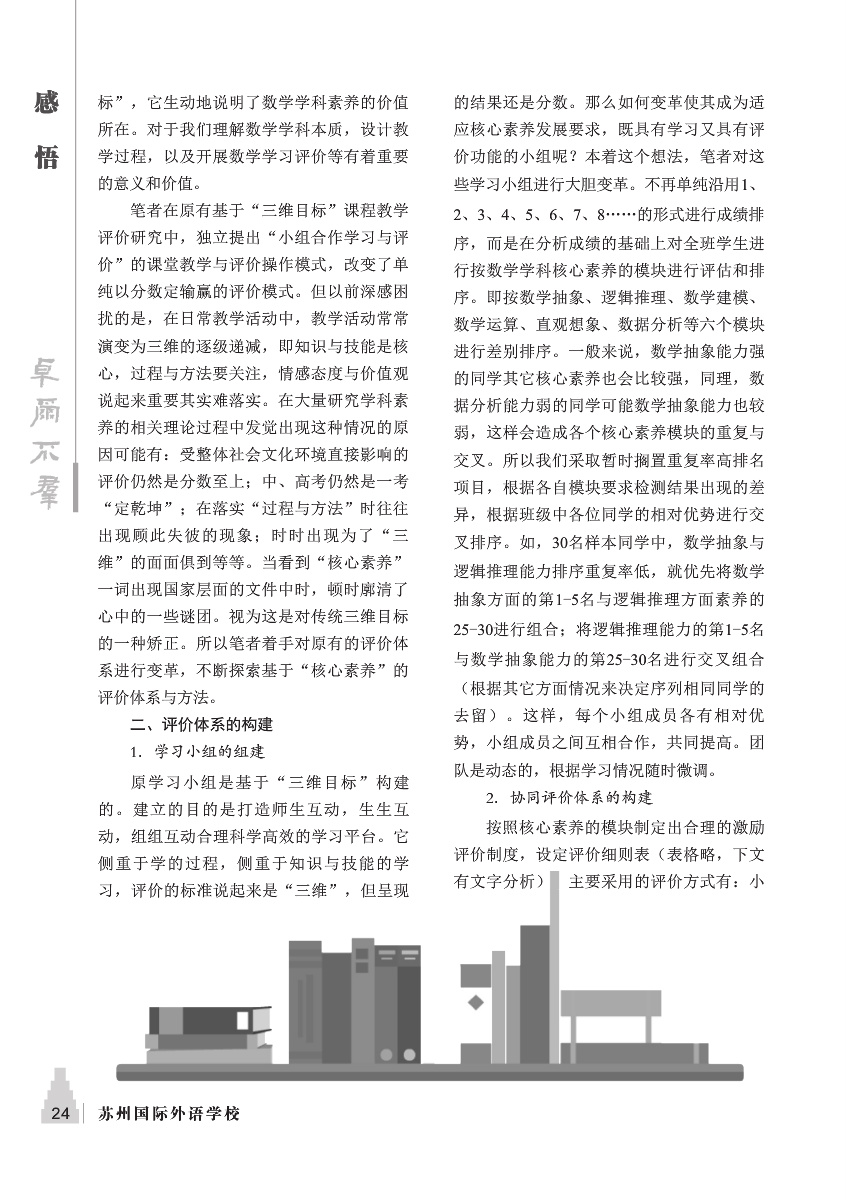 感
悟
卓
尔
不
群
标”，它生动地说明了数学学科素养的价值
所在。对于我们理解数学学科本质，设计教
学过程，以及开展数学学习评价等有着重要
的意义和价值。
笔者在原有基于“三维目标”课程教学
评价研究中，独立提出“小组合作学习与评
价”的课堂教学与评价操作模式，改变了单
纯以分数定输赢的评价模式。但以前深感困
扰的是，在日常教学活动中，教学活动常常
演变为三维的逐级递减，即知识与技能是核
心，过程与方法要关注，情感态度与价值观
说起来重要其实难落实。在大量研究学科素
养的相关理论过程中发觉出现这种情况的原
因可能有：受整体社会文化环境直接影响的
评价仍然是分数至上；中、高考仍然是一考
“定乾坤”；在落实“过程与方法”时往往
出现顾此失彼的现象；时时出现为了“三
维”的面面俱到等等。当看到“核心素养”
一词出现国家层面的文件中时，顿时廓清了
心中的一些谜团。视为这是对传统三维目标
的一种矫正。所以笔者着手对原有的评价体
系进行变革，不断探索基于“核心素养”的
评价体系与方法。
二、评价体系的构建
1. 学习小组的组建
原学习小组是基于“三维目标”构建
的。建立的目的是打造师生互动，生生互
动，组组互动合理科学高效的学习平台。它
侧重于学的过程，侧重于知识与技能的学
习，评价的标准说起来是“三维”，但呈现
的结果还是分数。那么如何变革使其成为适
应核心素养发展要求，既具有学习又具有评
价功能的小组呢？本着这个想法，笔者对这
些学习小组进行大胆变革。不再单纯沿用1、
2、3、4、5、6、7、8……的形式进行成绩排
序，而是在分析成绩的基础上对全班学生进
行按数学学科核心素养的模块进行评估和排
序。即按数学抽象、逻辑推理、数学建模、
数学运算、直观想象、数据分析等六个模块
进行差别排序。一般来说，数学抽象能力强
的同学其它核心素养也会比较强，同理，数
据分析能力弱的同学可能数学抽象能力也较
弱，这样会造成各个核心素养模块的重复与
交叉。所以我们采取暂时搁置重复率高排名
项目，根据各自模块要求检测结果出现的差
异，根据班级中各位同学的相对优势进行交
叉排序。如，30名样本同学中，数学抽象与
逻辑推理能力排序重复率低，就优先将数学
抽象方面的第1-5名与逻辑推理方面素养的
25-30进行组合；将逻辑推理能力的第1-5名
与数学抽象能力的第25-30名进行交叉组合
（根据其它方面情况来决定序列相同同学的
去留）。这样，每个小组成员各有相对优
势，小组成员之间互相合作，共同提高。团
队是动态的，根据学习情况随时微调。
2. 协同评价体系的构建
按照核心素养的模块制定出合理的激励
评价制度，设定评价细则表（表格略，下文
有文字分析） 主要采用的评价方式有：小
24
苏州国际外语学校